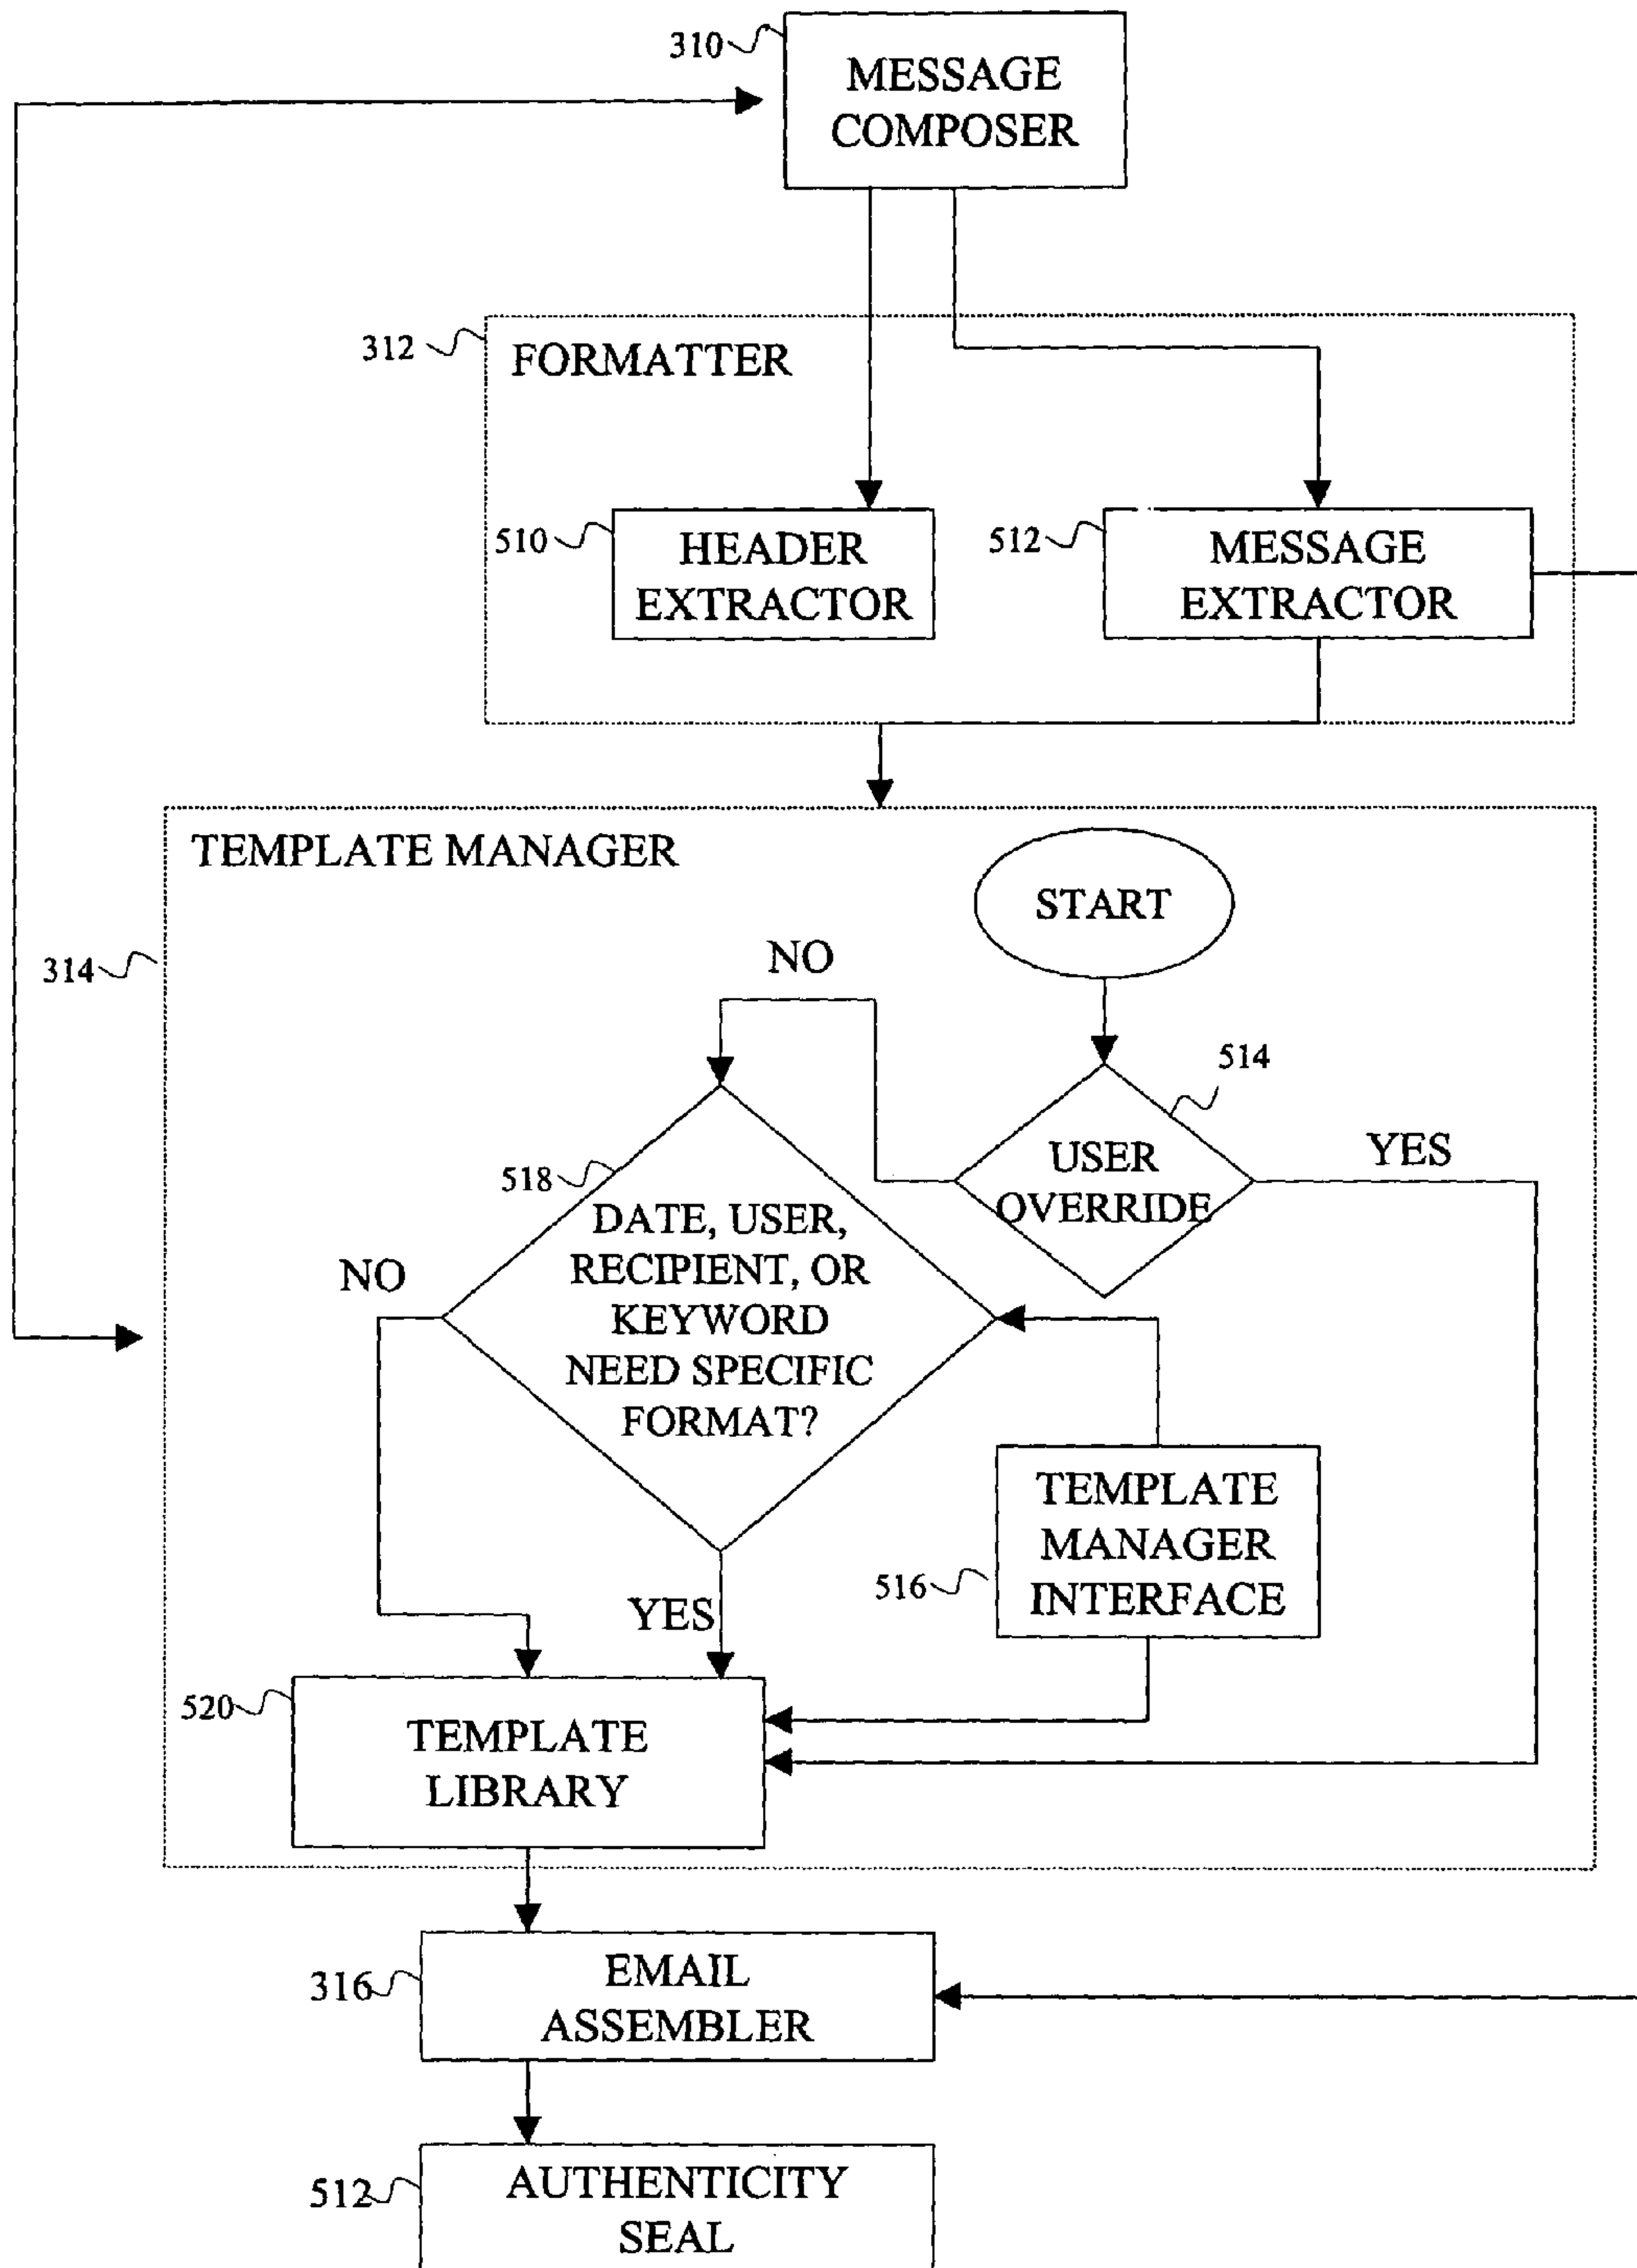 310
MESSAGE
COMPOSER
312
FORMATTER
510
HEADER
EXTRACTOR
512
MESSAGE
EXTRACTOR
TEMPLATE MANAGER
START
314
NO
514
USER
OVERRIDE
YES
518
DATE, USER,
RECIPIENT, OR
KEYWORD
NEED SPECIFIC
FORMAT?
NO
YES
516
TEMPLATE
MANAGER
INTERFACE
520
TEMPLATE
LIBRARY
316
EMAIL
ASSEMBLER
512
AUTHENTICITY
SEAL